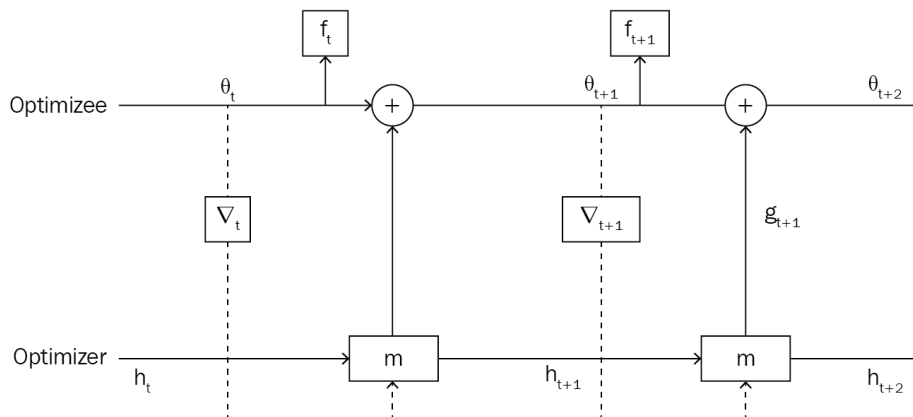 f_t f_{t+1}
Optimizee θ_t + θ_{t+1} + θ_{t+2}
∇_t ∇_{t+1} g_{t+1}
Optimizer m m
h_t h_{t+1} h_{t+2}